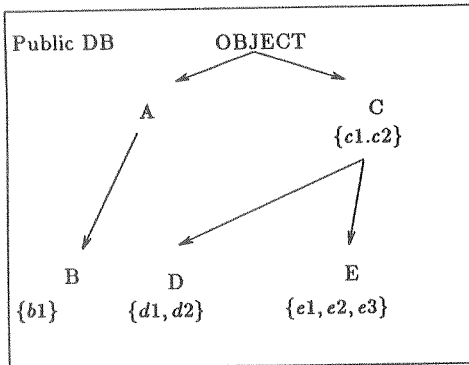 Public DB OBJECT
A
C
{c1.c2}
B D E
{b1} {d1, d2} {e1, e2, e3}